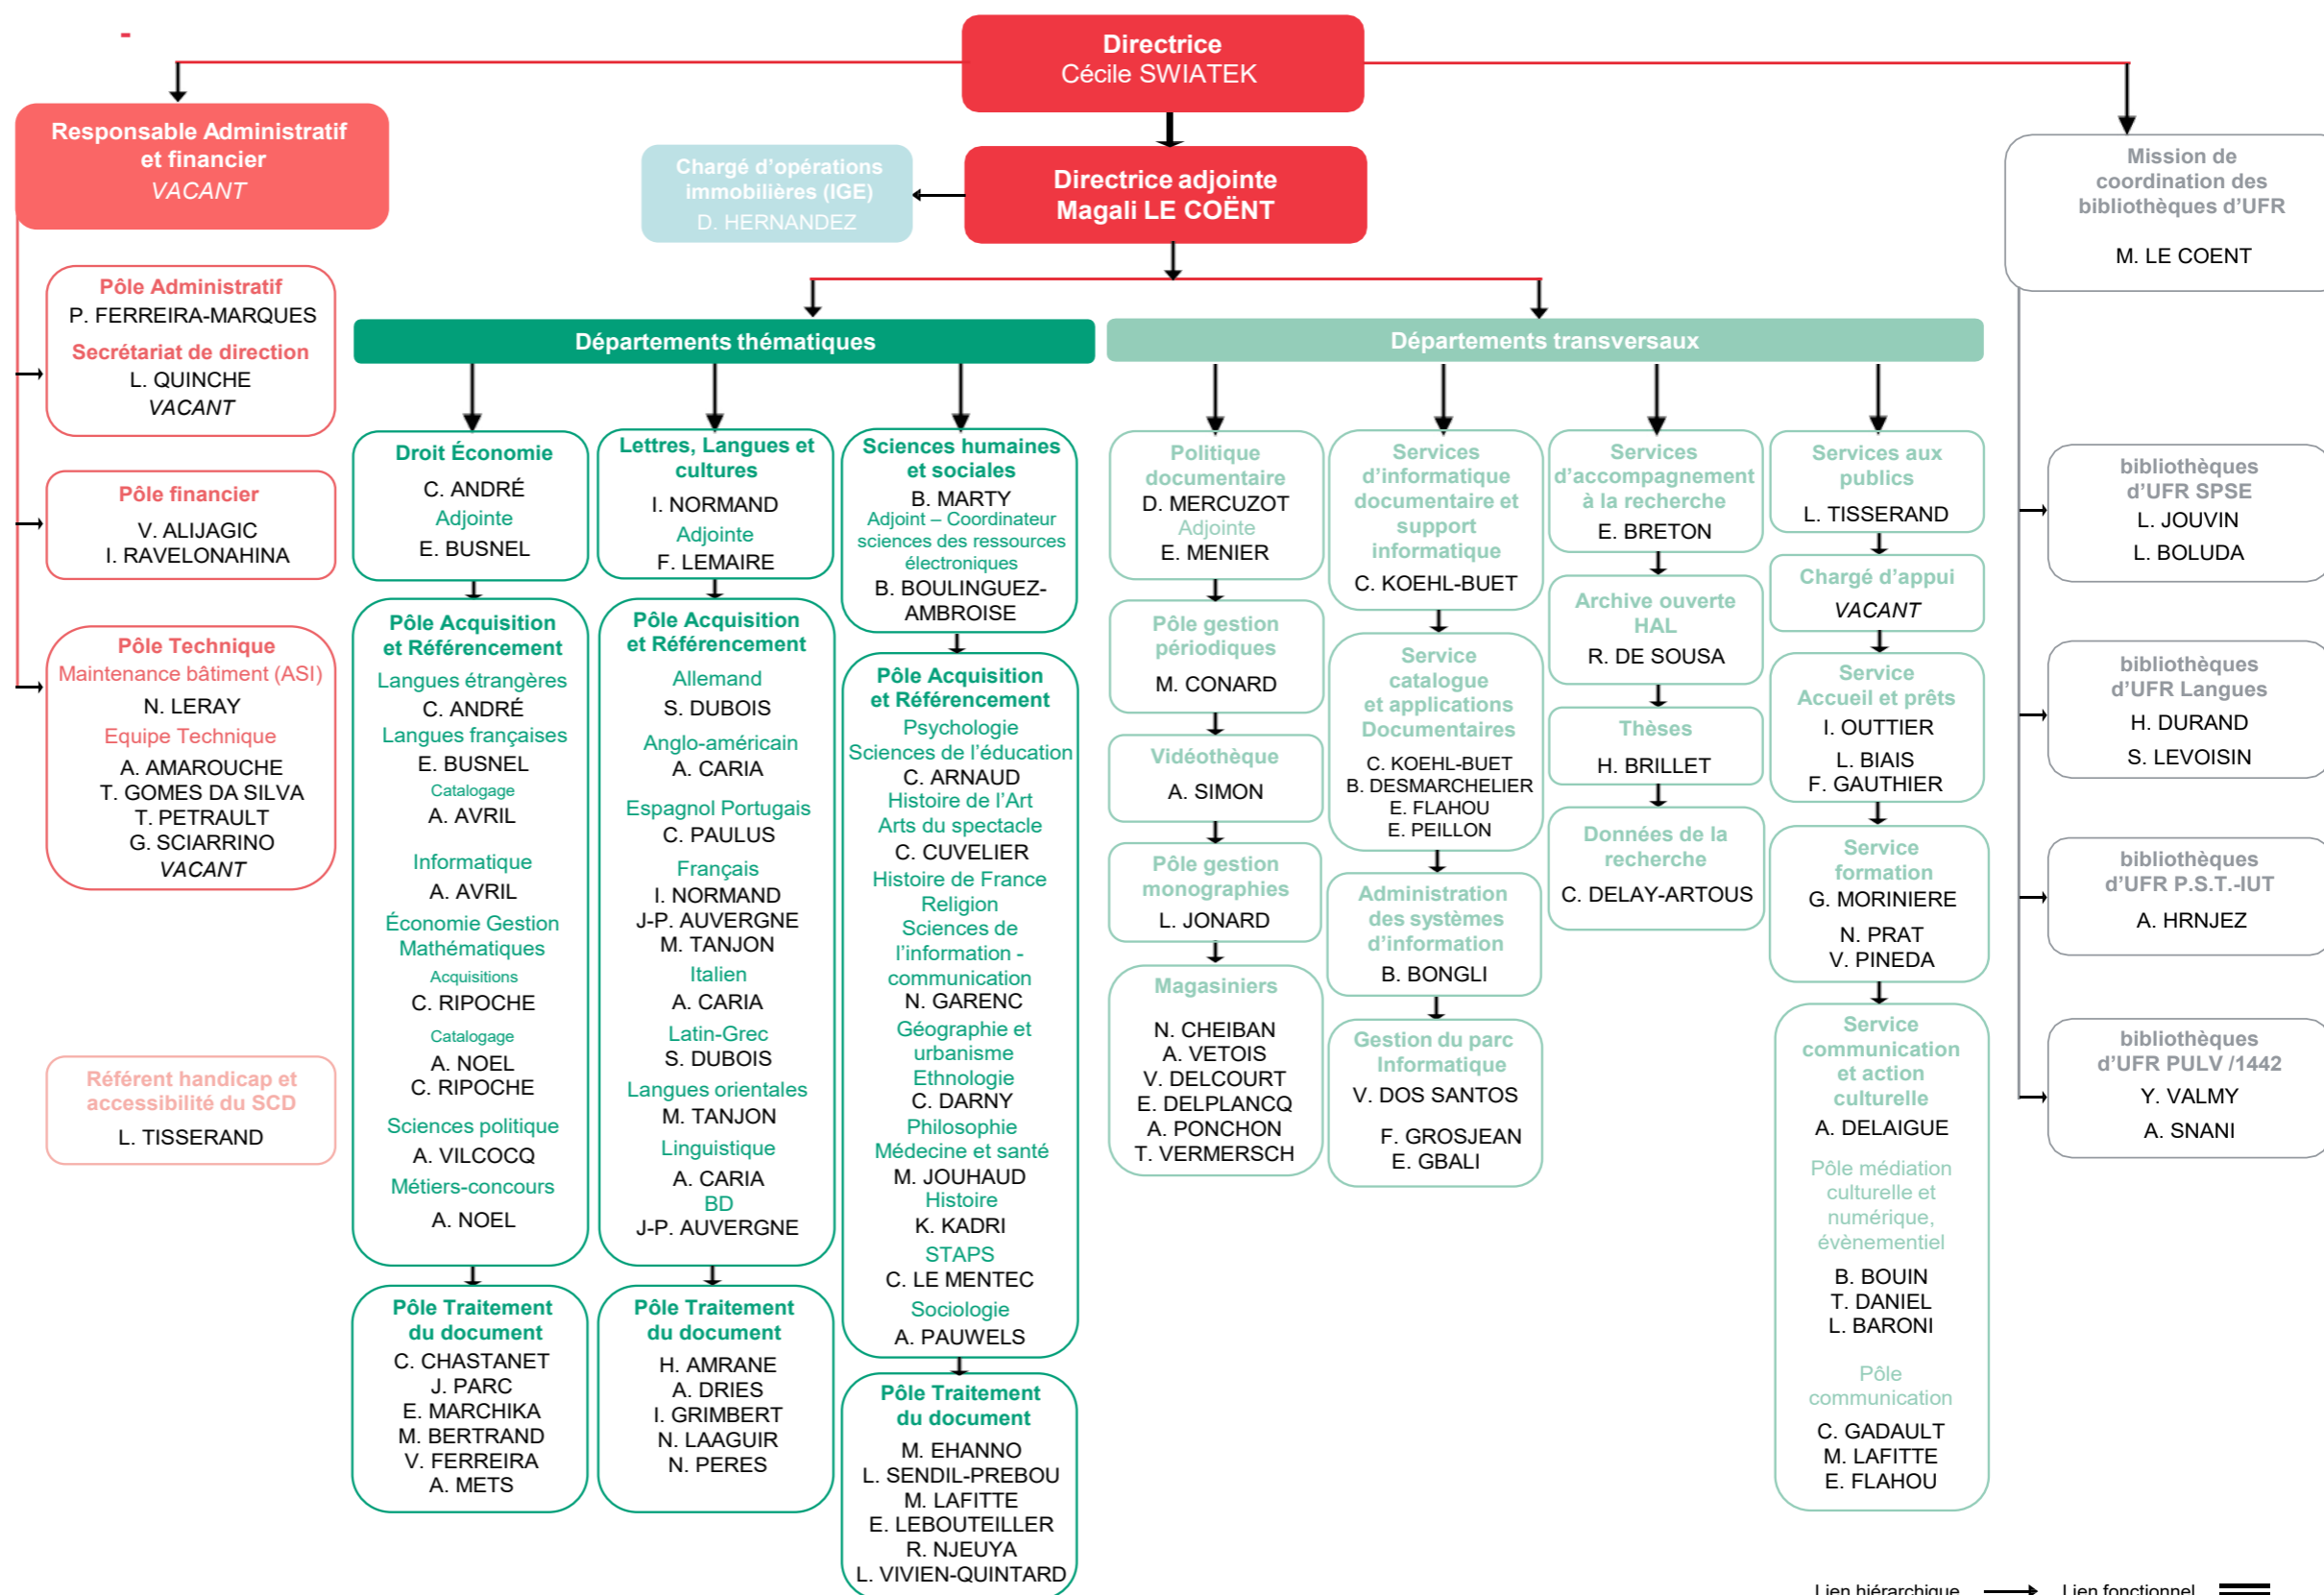 -
Directrice
Cécile SWIATEK
Responsable Administratif
et financier
VACANT
Chargé d'opérations
immobilières (IGE)
D. HERNANDEZ
Directrice adjointe
Magali LE COËNT
Mission de
coordination des
bibliothèques d'UFR
M. LE COENT
Pôle Administratif
P. FERREIRA-MARQUES
Secrétariat de direction
L. QUINCHE
VACANT
Pôle financier
V. ALIJAGIC
I. RAVELONAHINA
Pôle Technique
Maintenance bâtiment (ASI)
N. LERAY
Equipe Technique
A. AMAROUCHE
T. GOMES DA SILVA
T. PETRAULT
G. SCIARRINO
VACANT
Référent handicap et
accessibilité du SCD
L. TISSERAND
Départements thématiques
Droit Économie
C. ANDRÉ
Adjointe
E. BUSNEL
Pôle Acquisition
et Référencement
Langues étrangères
C. ANDRÉ
Langues françaises
E. BUSNEL
Catalogage
A. AVRIL
Informatique
A. AVRIL
Économie Gestion
Mathématiques
Acquisitions
C. RIPOCHE
Catalogage
A. NOEL
C. RIPOCHE
Sciences politique
A. VILCOCQ
Métiers-concours
A. NOEL
Pôle Traitement
du document
C. CHASTANET
J. PARC
E. MARCHIKA
M. BERTRAND
V. FERREIRA
A. METS
Lettres, Langues et
cultures
I. NORMAND
Adjointe
F. LEMAIRE
Pôle Acquisition
et Référencement
Allemand
S. DUBOIS
Anglo-américain
A. CARIA
Espagnol Portugais
C. PAULUS
Français
I. NORMAND
J-P. AUVERGNE
M. TANJON
Italien
A. CARIA
Latin-Grec
S. DUBOIS
Langues orientales
M. TANJON
Linguistique
A. CARIA
BD
J-P. AUVERGNE
Pôle Traitement
du document
H. AMRANE
A. DRIES
I. GRIMBERT
N. LAAGUIR
N. PERES
Sciences humaines
et sociales
B. MARTY
Adjoint – Coordinateur
sciences des ressources
électroniques
B. BOULINGUEZ-
AMBROISE
Pôle Acquisition
et Référencement
Psychologie
Sciences de l'éducation
C. ARNAUD
Histoire de l'Art
Arts du spectacle
C. CUVELIER
Histoire de France
Religion
Sciences de
l'information -
communication
N. GARENC
Géographie et
urbanisme
Ethnologie
C. DARNY
Philosophie
Médecine et santé
M. JOUHAUD
Histoire
K. KADRI
STAPS
C. LE MENTEC
Sociologie
A. PAUWELS
Pôle Traitement
du document
M. EHANNO
L. SENDIL-PREBOU
M. LAFITTE
E. LEBOUTEILLER
R. NJEUYA
L. VIVIEN-QUINTARD
Départements transversaux
Politique
documentaire
D. MERCUZOT
Adjointe
E. MENIER
Pôle gestion
périodiques
M. CONARD
Vidéothèque
A. SIMON
Pôle gestion
monographies
L. JONARD
Magasiniers
N. CHEIBAN
A. VETOIS
V. DELCOURT
E. DELPLANCQ
A. PONCHON
T. VERMERSCH
Services
d'informatique
documentaire et
support
informatique
C. KOEHL-BUET
Service
catalogue
et applications
Documentaires
C. KOEHL-BUET
B. DESMARCHELIER
E. FLAHOU
E. PEILLON
Administration
des systèmes
d'information
B. BONGLI
Gestion du parc
Informatique
V. DOS SANTOS
F. GROSJEAN
E. GBALI
Services
d'accompagnement
à la recherche
E. BRETON
Archive ouverte
HAL
R. DE SOUSA
Thèses
H. BRILLET
Données de la
recherche
C. DELAY-ARTOUS
Services aux
publics
L. TISSERAND
Chargé d'appui
VACANT
Service
Accueil et prêts
I. OUTTIER
L. BIAIS
F. GAUTHIER
Service
formation
G. MORINIERE
N. PRAT
V. PINEDA
Service
communication
et action
culturelle
A. DELAIGUE
Pôle médiation
culturelle et
numérique,
évènementiel
B. BOUIN
T. DANIEL
L. BARONI
Pôle
communication
C. GADAULT
M. LAFITTE
E. FLAHOU
bibliothèques
d'UFR SPSE
L. JOUVIN
L. BOLUDA
bibliothèques
d'UFR Langues
H. DURAND
S. LEVOISIN
bibliothèques
d'UFR P.S.T.-IUT
A. HRNJEZ
bibliothèques
d'UFR PULV /1442
Y. VALMY
A. SNANI
Lien hiérarchique
Lien fonctionnel